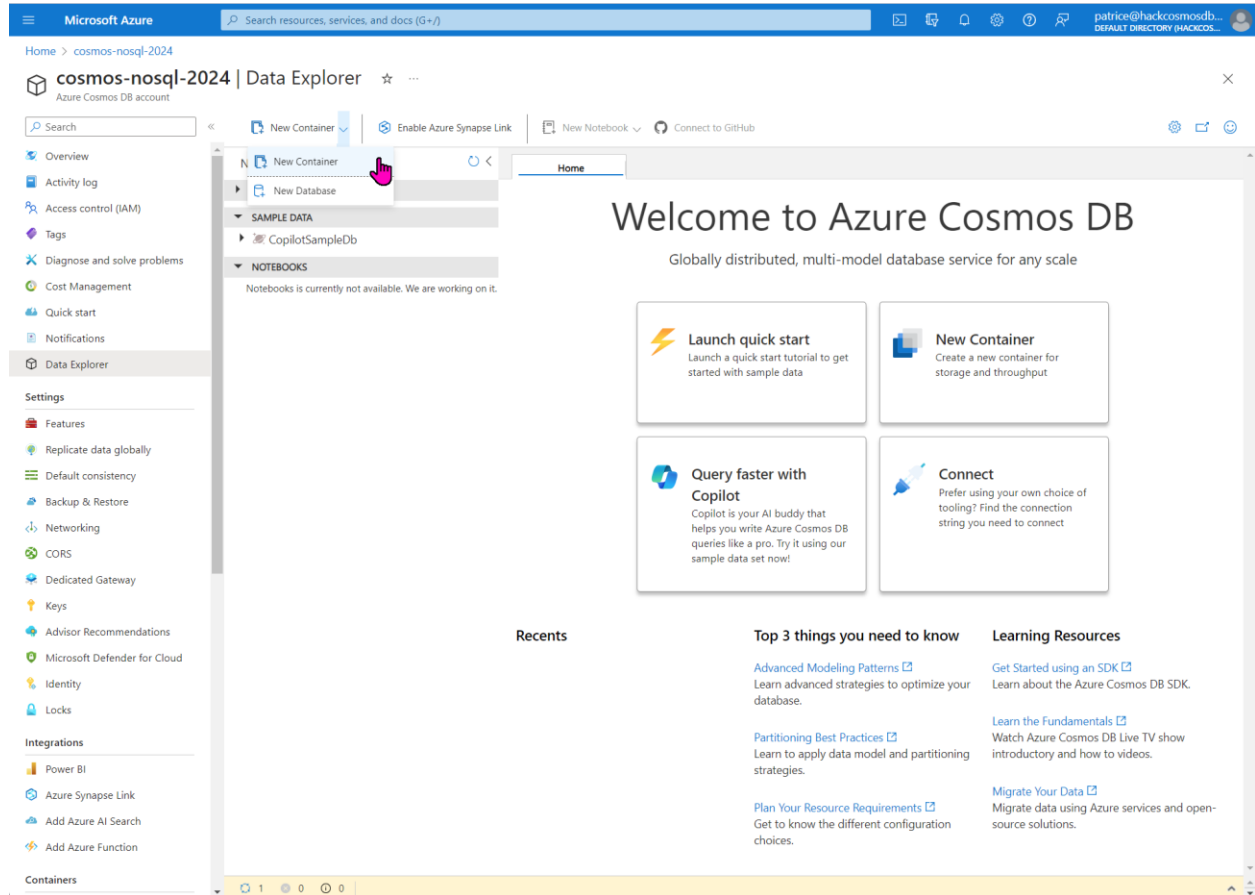 Microsoft Azure
Search resources, services, and docs (G+/)
patrice@hackcosmosdb...
DEFAULT DIRECTORY (HACKCOS...
Home > cosmos-nosql-2024
cosmos-nosql-2024 | Data Explorer
Azure Cosmos DB account
Search
New Container
Enable Azure Synapse Link
New Notebook
Connect to GitHub
Overview
Activity log
Access control (IAM)
Tags
Diagnose and solve problems
Cost Management
Quick start
Notifications
Data Explorer
Settings
Features
Replicate data globally
Default consistency
Backup & Restore
Networking
CORS
Dedicated Gateway
Keys
Advisor Recommendations
Microsoft Defender for Cloud
Identity
Locks
Integrations
Power BI
Azure Synapse Link
Add Azure AI Search
Add Azure Function
Containers
N
New Container
New Database
SAMPLE DATA
CopilotSampleDb
NOTEBOOKS
Notebooks is currently not available. We are working on it.
Home
Welcome to Azure Cosmos DB
Globally distributed, multi-model database service for any scale
Launch quick start
Launch a quick start tutorial to get
started with sample data
New Container
Create a new container for
storage and throughput
Query faster with
Copilot
Copilot is your AI buddy that
helps you write Azure Cosmos DB
queries like a pro. Try it using our
sample data set now!
Connect
Prefer using your own choice of
tooling? Find the connection
string you need to connect
Recents
Top 3 things you need to know
Advanced Modeling Patterns
Learn advanced strategies to optimize your
database.
Partitioning Best Practices
Learn to apply data model and partitioning
strategies.
Plan Your Resource Requirements
Get to know the different configuration
choices.
Learning Resources
Get Started using an SDK
Learn about the Azure Cosmos DB SDK.
Learn the Fundamentals
Watch Azure Cosmos DB Live TV show
introductory and how to videos.
Migrate Your Data
Migrate data using Azure services and open-
source solutions.
1 0 0